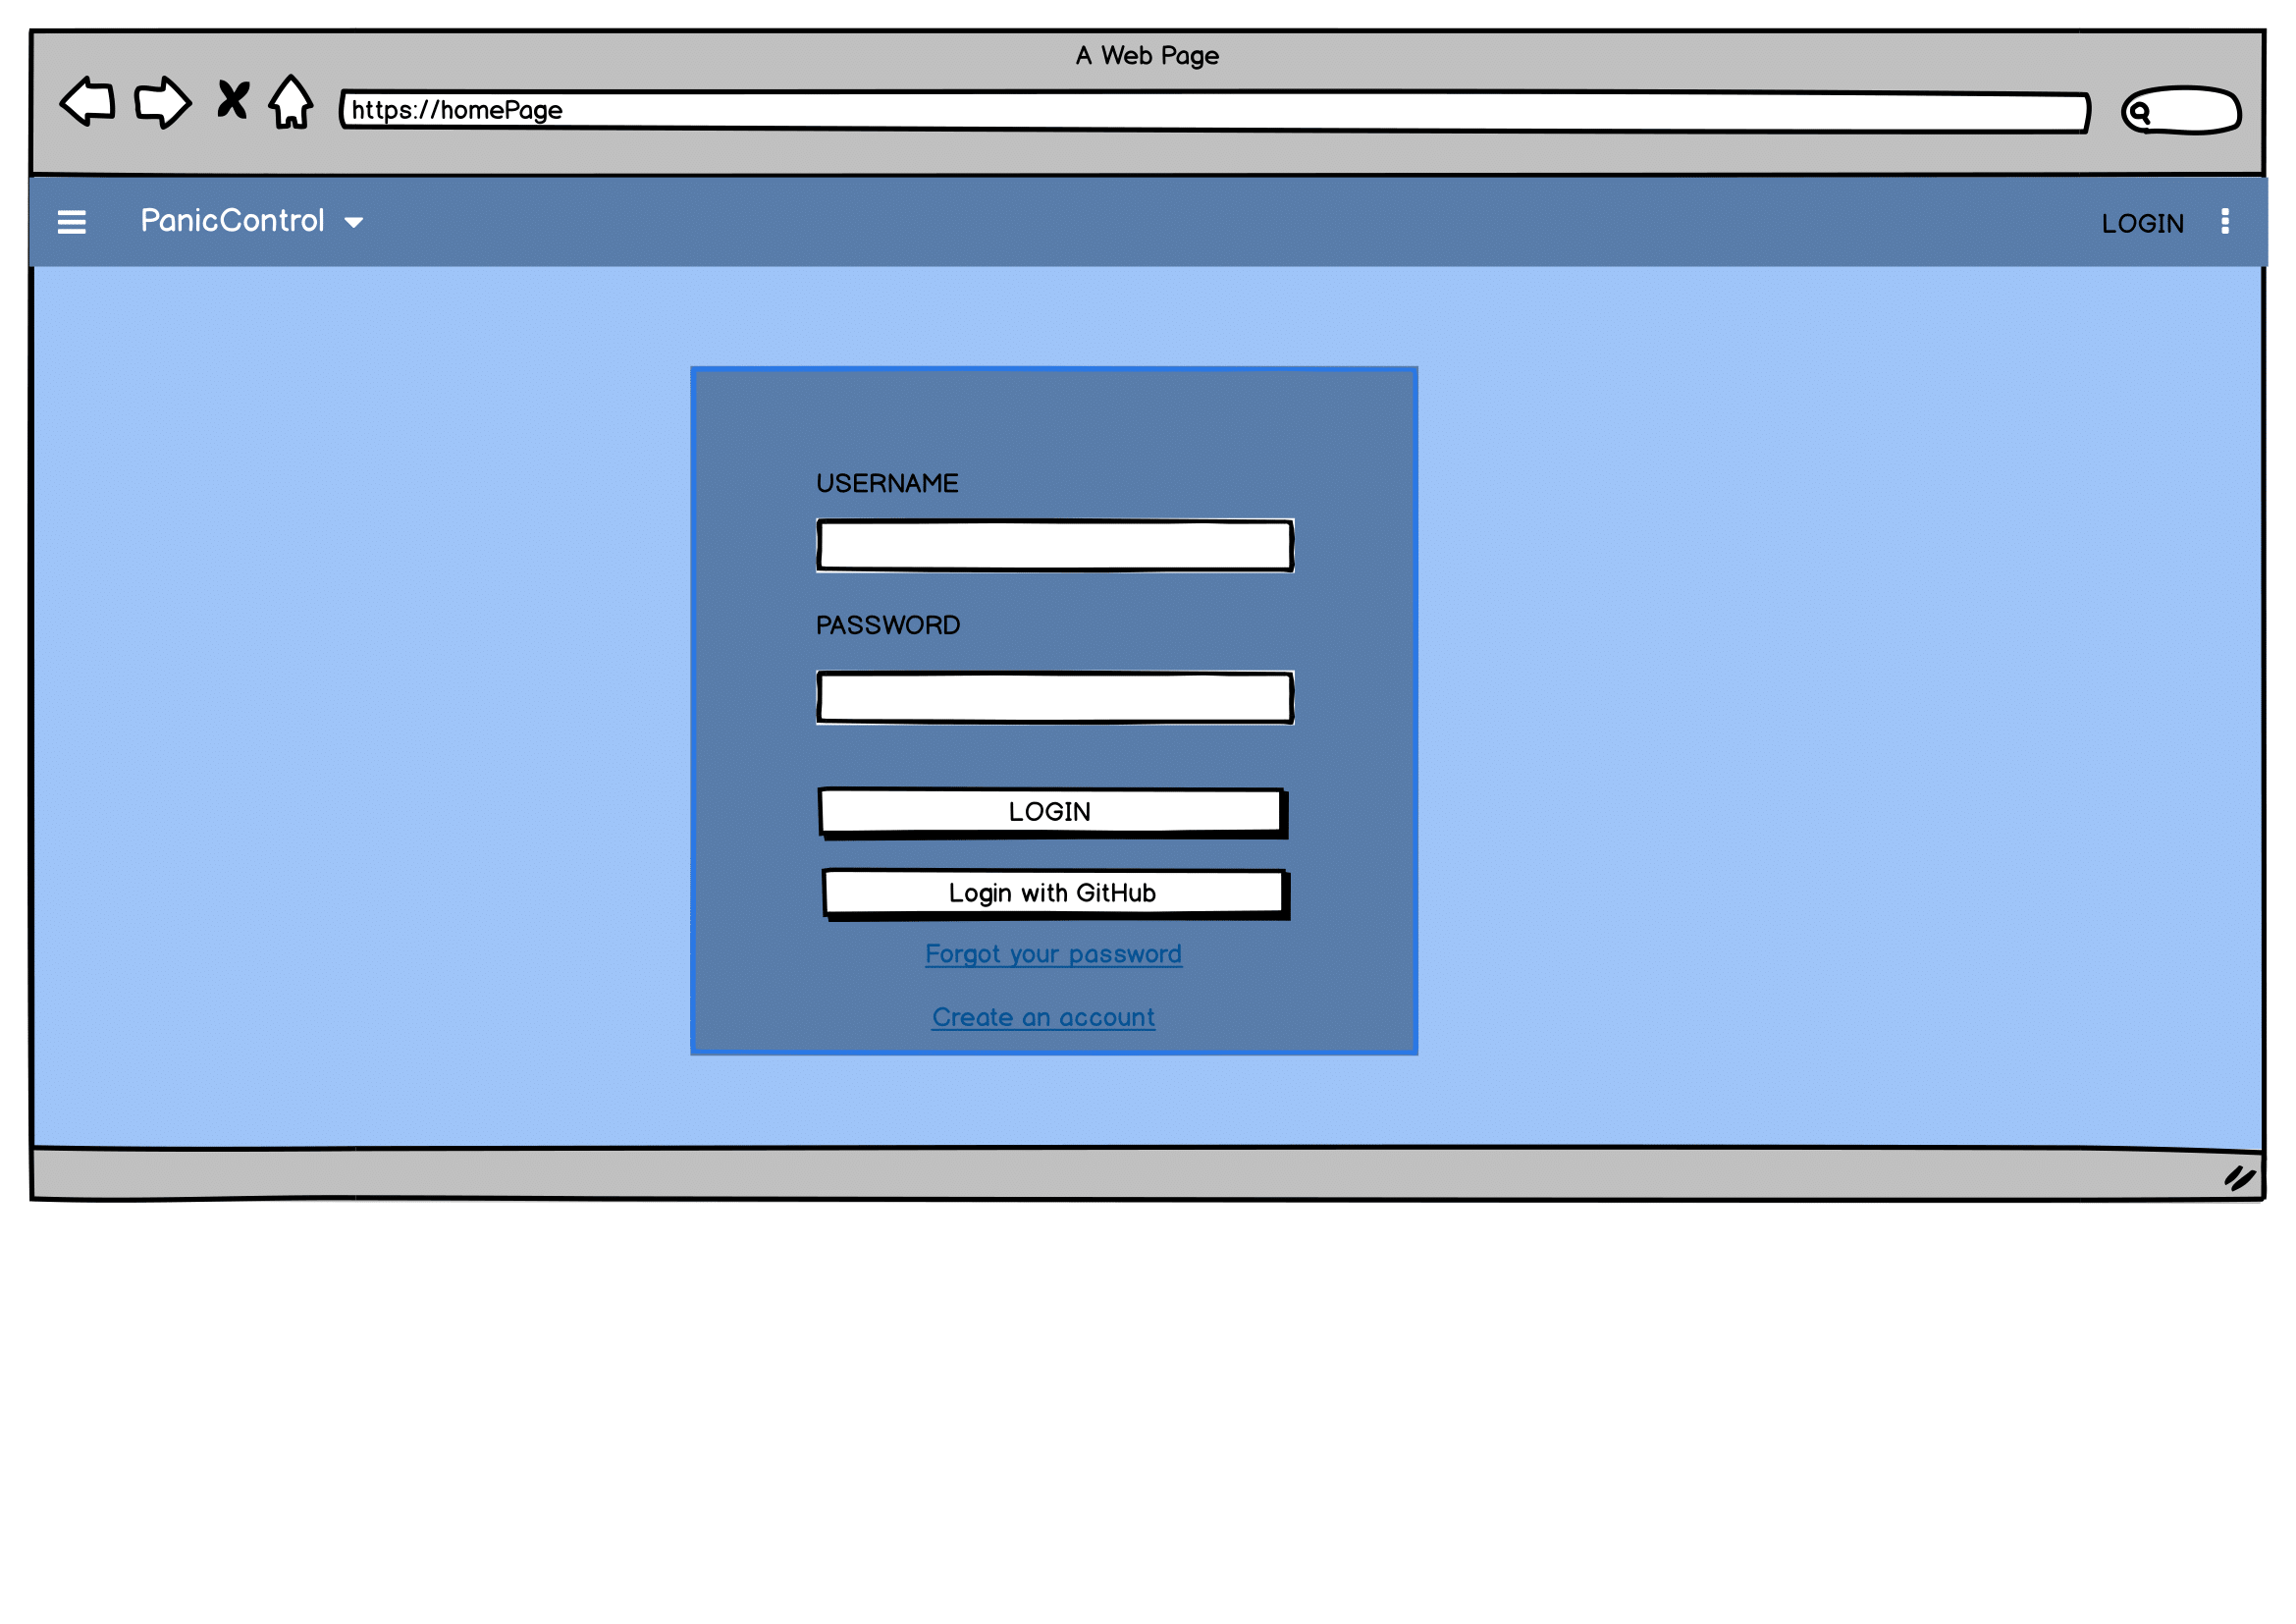 A Web Page
https://homePage
PanicControl
LOGIN
USERNAME
PASSWORD
LOGIN
Login with GitHub
Forgot your password
Create an account